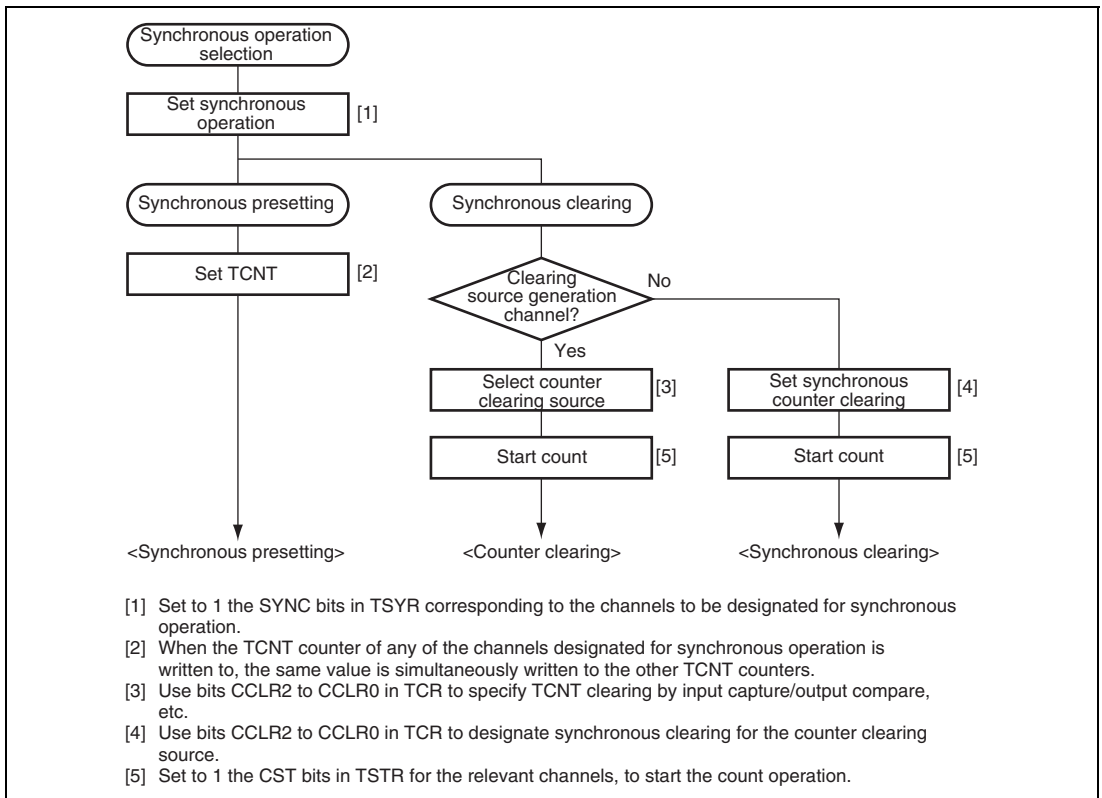 Synchronous operation
selection
Set synchronous
operation
[1]
Synchronous presetting
Synchronous clearing
Set TCNT
[2]
Clearing
source generation
channel?
No
Yes
Select counter
clearing source
[3]
Set synchronous
counter clearing
[4]
Start count
[5]
Start count
[5]
<Synchronous presetting>
<Counter clearing>
<Synchronous clearing>
[1] Set to 1 the SYNC bits in TSYR corresponding to the channels to be designated for synchronous
operation.
[2] When the TCNT counter of any of the channels designated for synchronous operation is
written to, the same value is simultaneously written to the other TCNT counters.
[3] Use bits CCLR2 to CCLR0 in TCR to specify TCNT clearing by input capture/output compare,
etc.
[4] Use bits CCLR2 to CCLR0 in TCR to designate synchronous clearing for the counter clearing
source.
[5] Set to 1 the CST bits in TSTR for the relevant channels, to start the count operation.